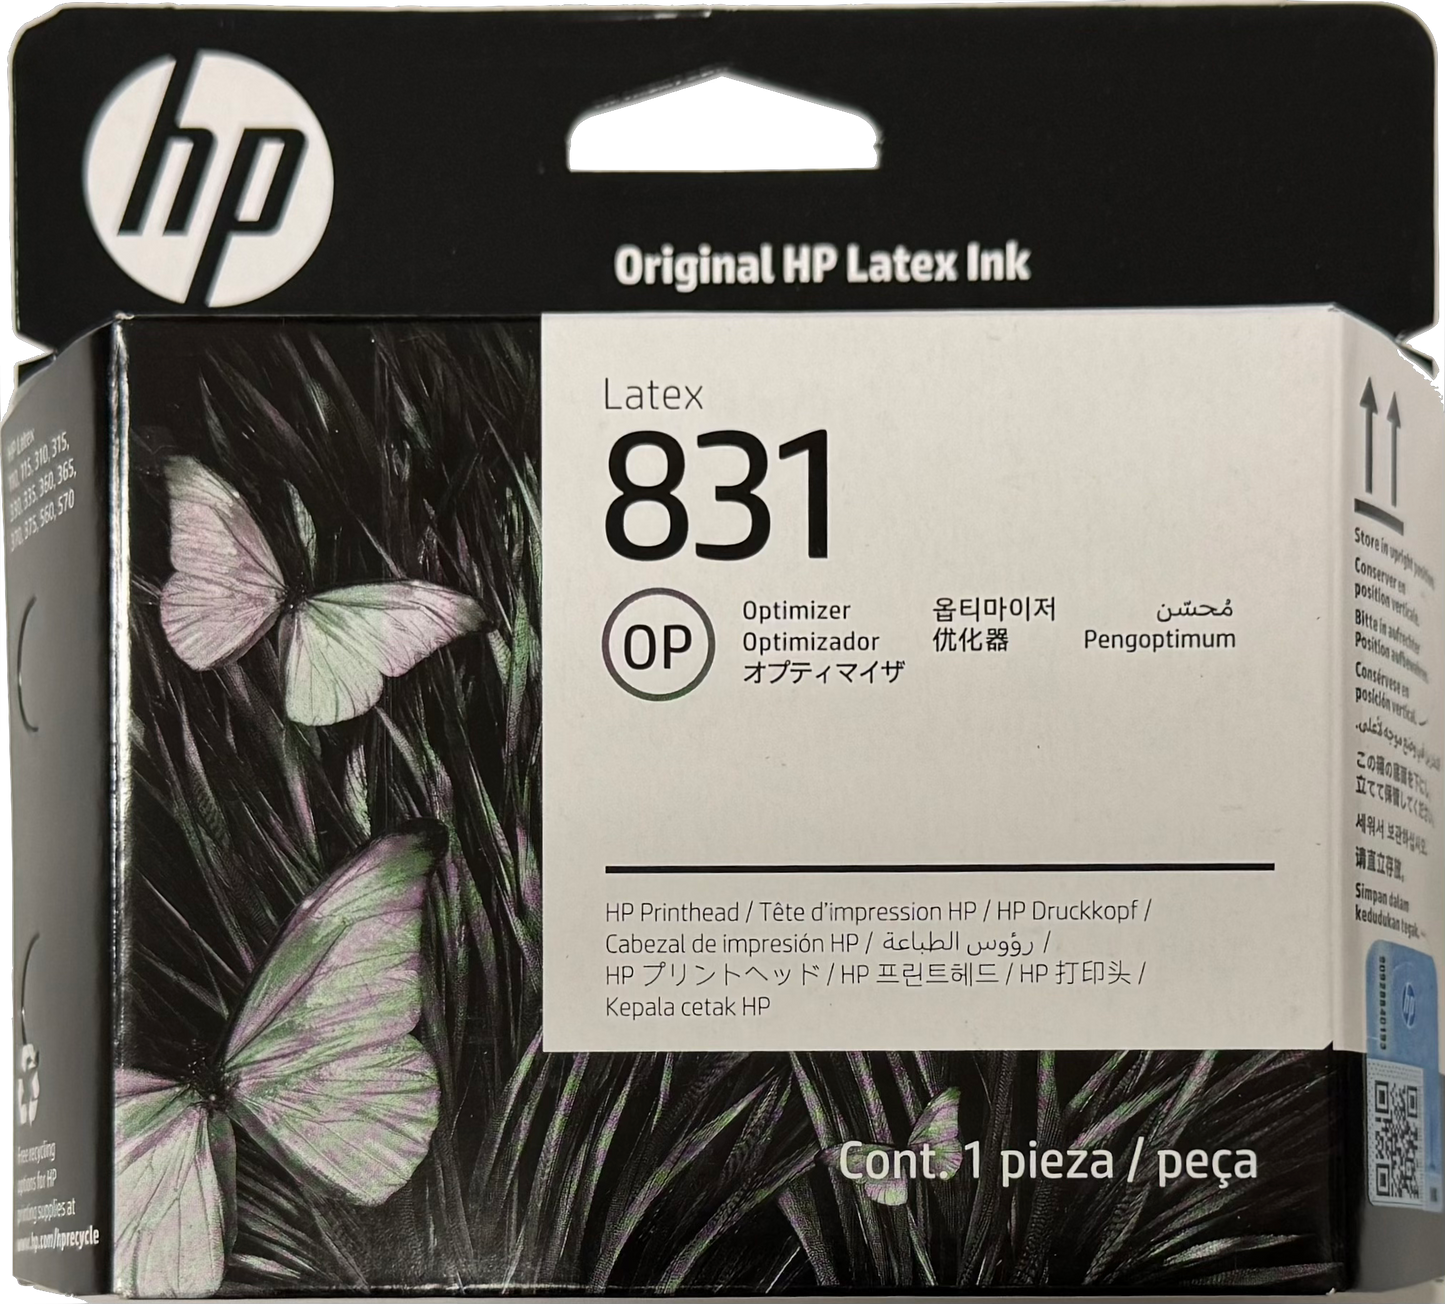 hp
Original HP Latex Ink
Latex
831
OP
Optimizer
Optimizador
オプティマイザ
옵티마이저
优化器
مُحسّن
Pengoptimum
HP Printhead / Tête d'impression HP / HP Druckkopf /
Cabezal de impresión HP / رؤوس الطباعة /
HP プリントヘッド / HP 프린트헤드 / HP 打印头 /
Kepala cetak HP
Cont. 1 pieza / peça
HP Latex
115, 310, 315,
330, 335, 360, 365,
370, 375, 560, 570
Free recycling
options for HP
printing supplies at
www.hp.com/hprecycle
Store in upright position.
Conserver en
position verticale.
Bitte in aufrechter
Position aufbewahren.
Consérvese en
posición vertical.
この箱の底面を下にし
立てて保管してください
세워서 보관하십시오.
请直立存放。
Simpan dalam
kedudukan tegak.
hp